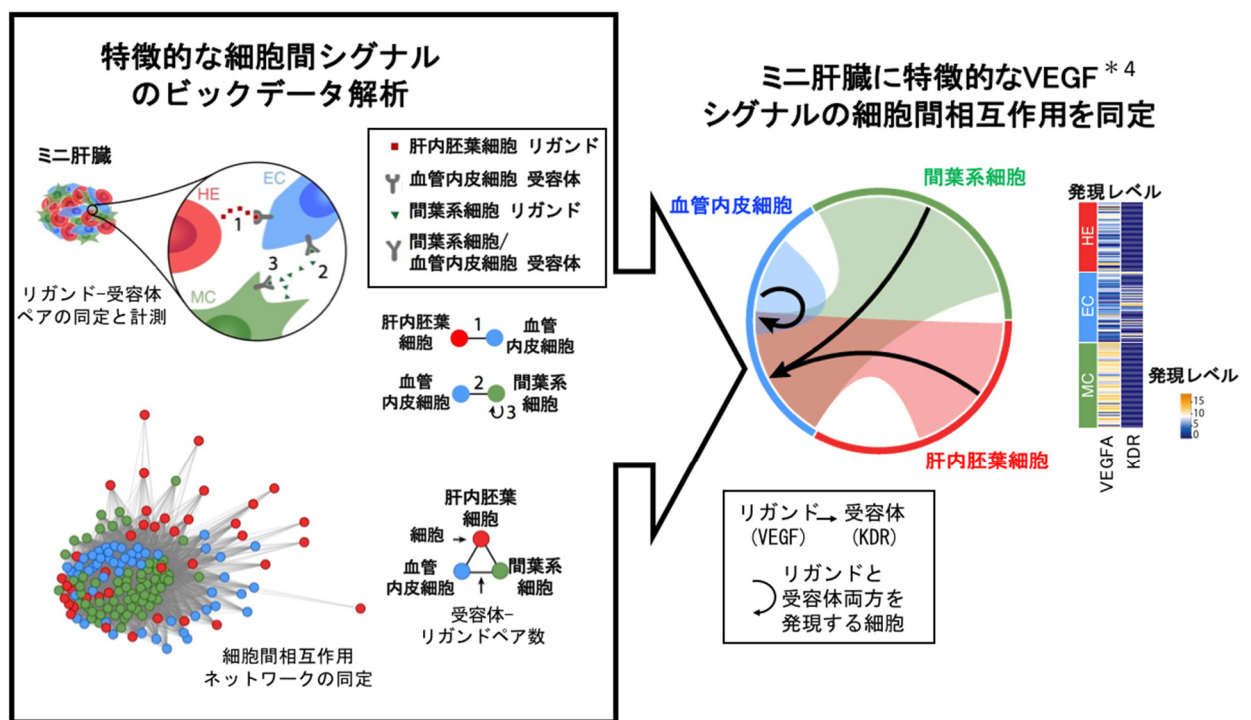 特徴的な細胞間シグナル
のビックデータ解析
ミニ肝臓
HE
EC
1
2
3
MC
リガンド-受容体
ペアの同定と計測
肝内胚葉細胞 リガンド
血管内皮細胞 受容体
間葉系細胞 リガンド
間葉系細胞/
血管内皮細胞 受容体
肝内胚葉
細胞
1
血管
内皮細胞
血管
内皮細胞
2
間葉系
細胞
3
細胞間相互作用
ネットワークの同定
肝内胚葉
細胞
細胞
血管
内皮細胞
間葉系
細胞
受容体-
リガンドペア数
ミニ肝臓に特徴的なVEGF＊4
シグナルの細胞間相互作用を同定
血管内皮細胞
間葉系細胞
肝内胚葉細胞
発現レベル
HE
EC
MC
VEGFA
KDR
発現レベル
15
10
5
0
リガンド→受容体
(VEGF) (KDR)
リガンドと
受容体両方を
発現する細胞